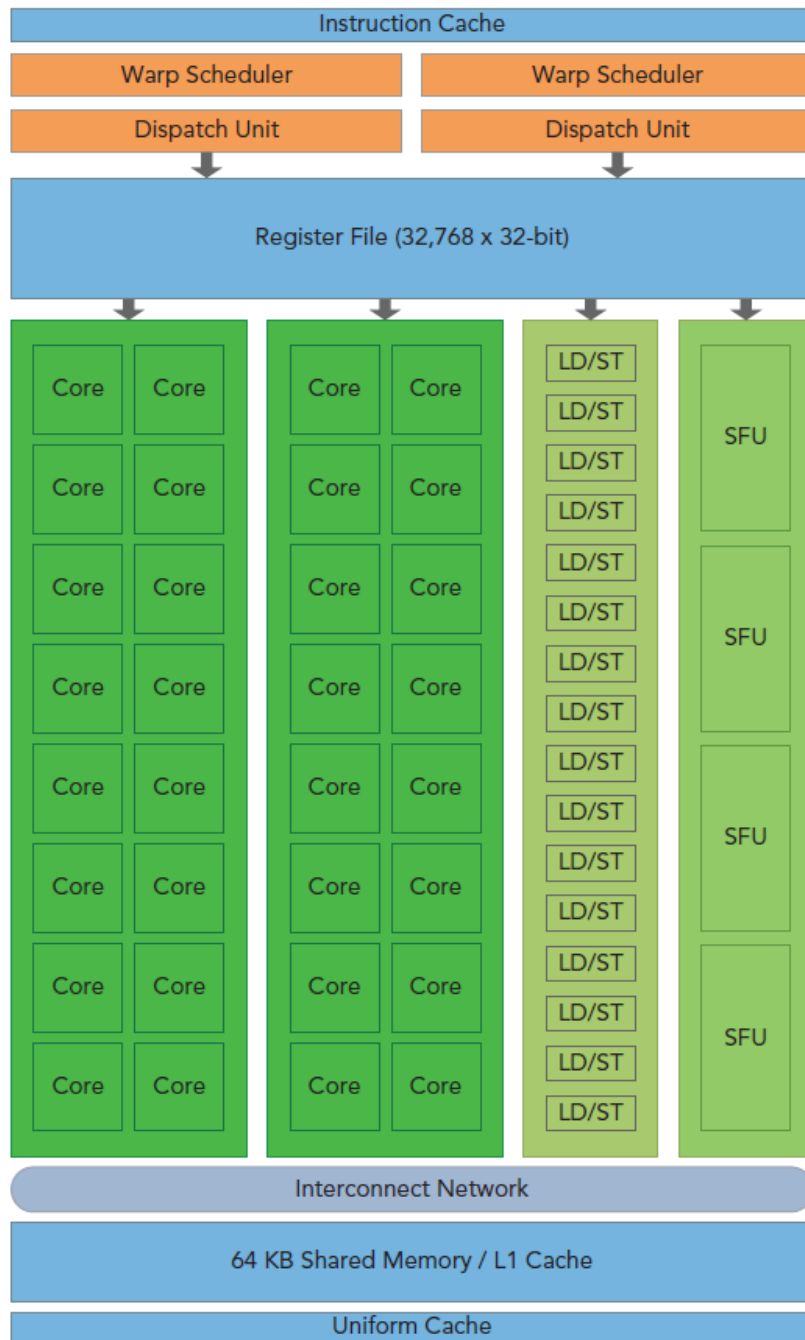 Instruction Cache
Warp Scheduler Warp Scheduler
Dispatch Unit Dispatch Unit
Register File (32,768 x 32-bit)
Core Core Core Core LD/ST
LD/ST
SFU
Core Core Core Core LD/ST
LD/ST
Core Core Core Core LD/ST
LD/ST
SFU
Core Core Core Core LD/ST
LD/ST
Core Core Core Core LD/ST
LD/ST
SFU
Core Core Core Core LD/ST
LD/ST
Core Core Core Core LD/ST
LD/ST
SFU
Core Core Core Core LD/ST
LD/ST
Interconnect Network
64 KB Shared Memory / L1 Cache
Uniform Cache